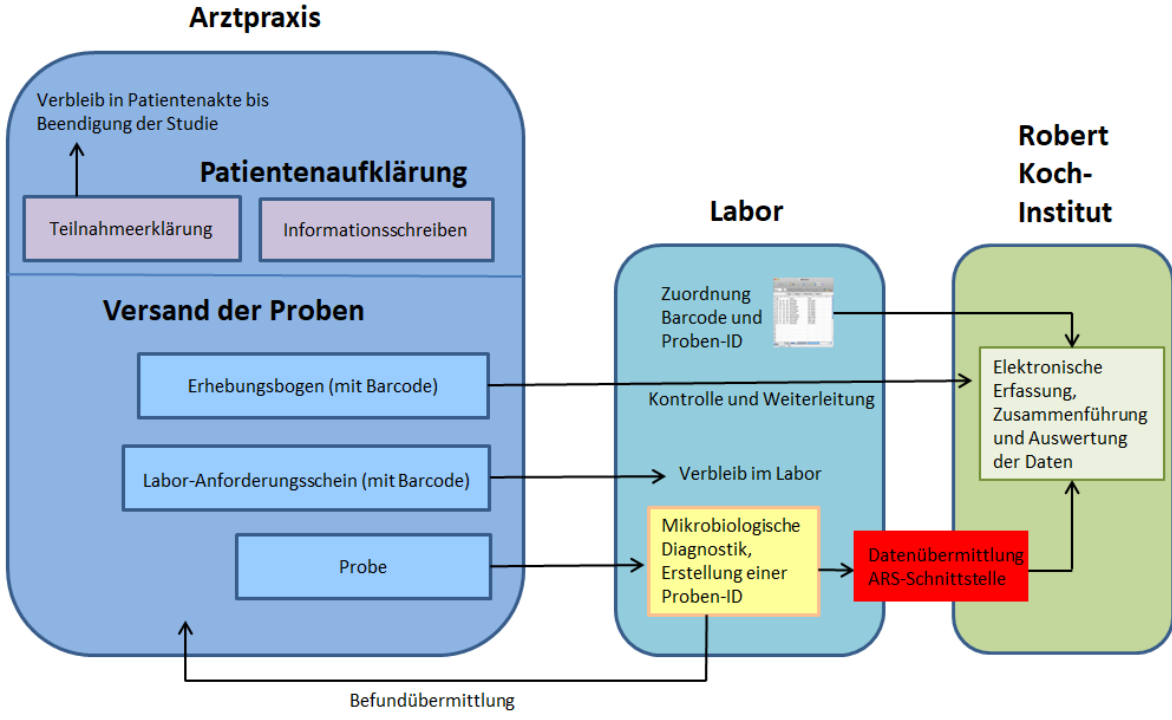 Arztpraxis
Verbleib in Patientenakte bis
Beendigung der Studie
Patientenaufklärung
Teilnahmeerklärung
Informationsschreiben
Versand der Proben
Erhebungsbogen (mit Barcode)
Labor-Anforderungsschein (mit Barcode)
Probe
Labor
Zuordnung
Barcode und
Proben-ID
Kontrolle und Weiterleitung
Verbleib im Labor
Mikrobiologische
Diagnostik,
Erstellung einer
Proben-ID
Datenübermittlung
ARS-Schnittstelle
Robert
Koch-
Institut
Elektronische
Erfassung,
Zusammenführung
und Auswertung
der Daten
Befundübermittlung